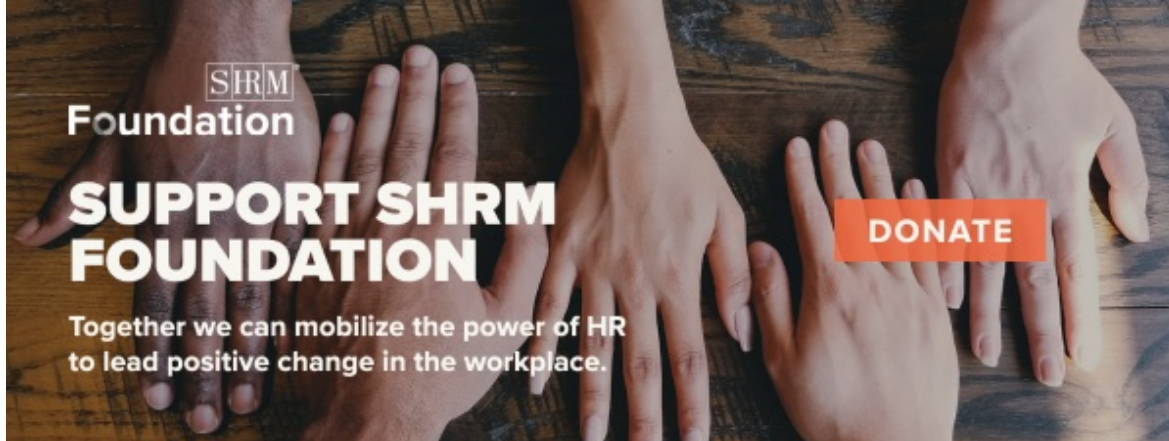 SHRM
Foundation
SUPPORT SHRM
FOUNDATION
Together we can mobilize the power of HR
to lead positive change in the workplace.
DONATE